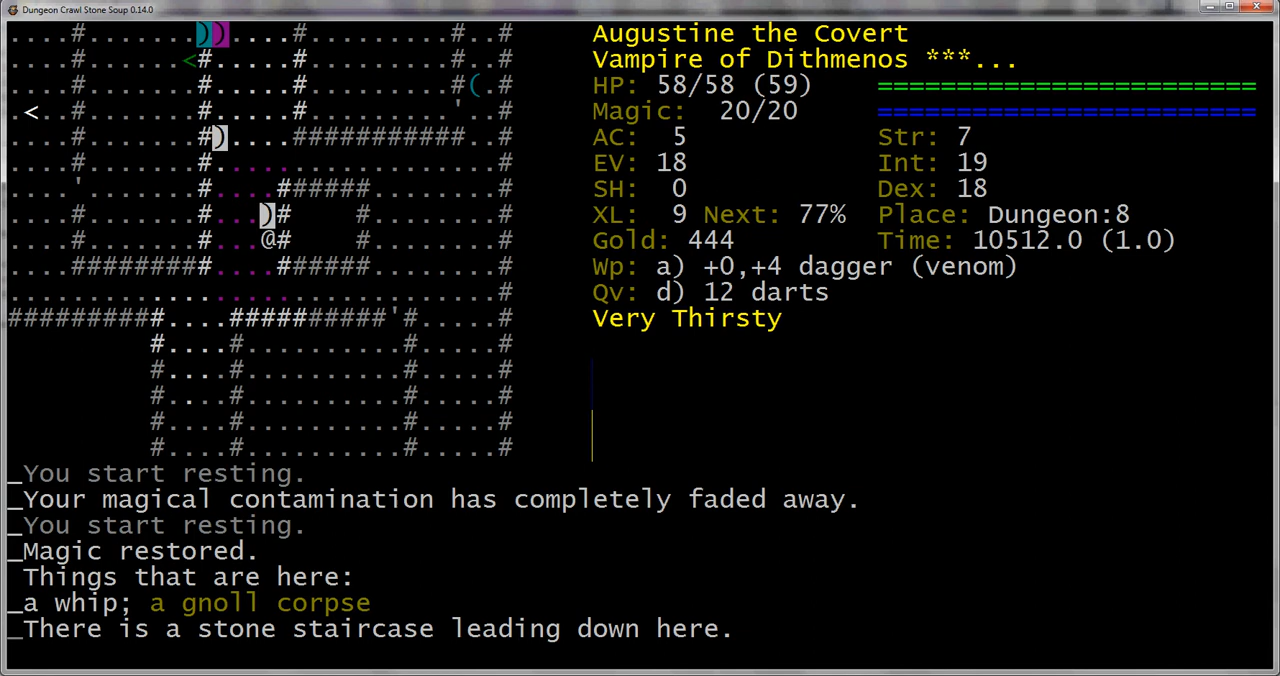 Dungeon Crawl Stone Soup 0.14.0
....#.......))....#.........#..#
....#......<#.....#.........#..#
....#.......#.....#.........#(.#
.<..#.......#.....#.........'..#
....#.......#)....###########..#
....#.......#..................#
....'.......#....######........#
....#.......#...)#    #........#
....#.......#...@#    #........#
....#########....######........#
...............................#
##########....##########'#.....#
         #....#..........#.....#
         #....#..........#.....#
         #....#..........#.....#
         #....#..........#.....#
         #....#..........#.....#
Augustine the Covert
Vampire of Dithmenos ***...
HP: 58/58 (59) ========================
Magic: 20/20 ========================
AC: 5 Str: 7
EV: 18 Int: 19
SH: 0 Dex: 18
XL: 9 Next: 77% Place: Dungeon:8
Gold: 444 Time: 10512.0 (1.0)
Wp: a) +0,+4 dagger (venom)
Qv: d) 12 darts
Very Thirsty
_You start resting.
_Your magical contamination has completely faded away.
_You start resting.
_Magic restored.
Things that are here:
_a whip; a gnoll corpse
_There is a stone staircase leading down here.